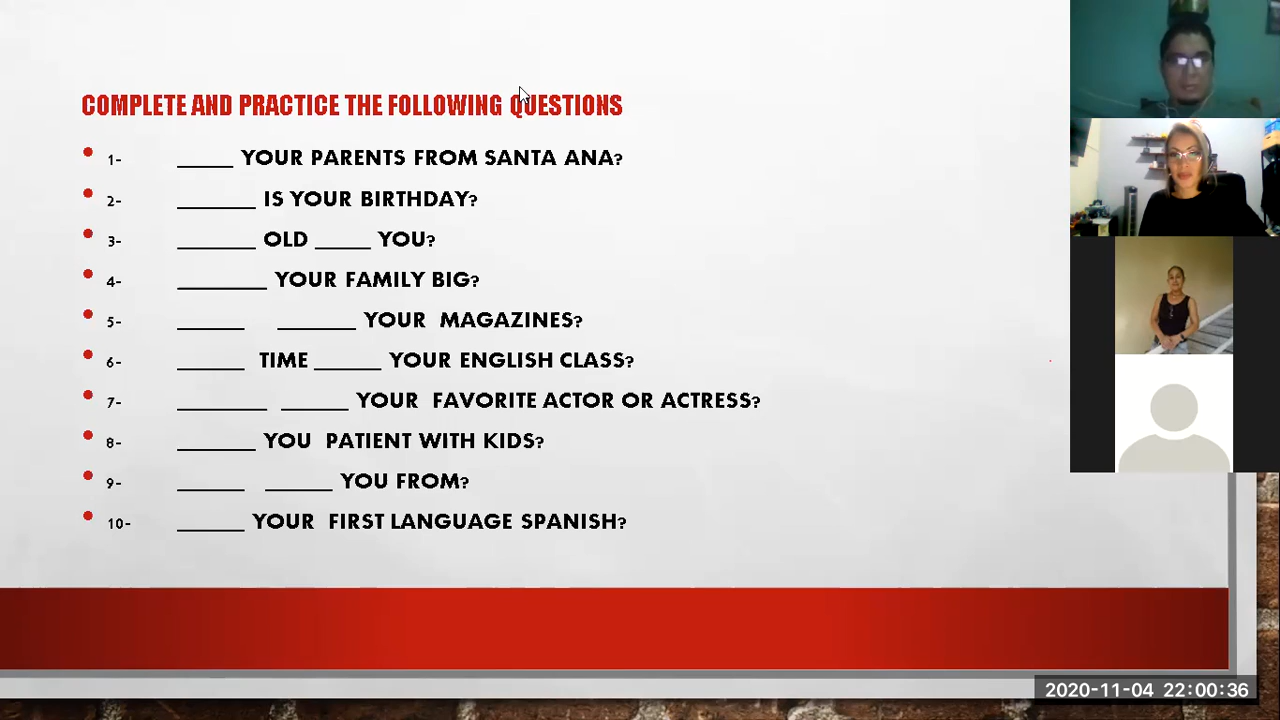 COMPLETE AND PRACTICE THE FOLLOWING QUESTIONS
• 1- _____ YOUR PARENTS FROM SANTA ANA?
• 2- _______ IS YOUR BIRTHDAY?
• 3- _______ OLD _____ YOU?
• 4- ________ YOUR FAMILY BIG?
• 5- ______ _______ YOUR MAGAZINES?
• 6- ______ TIME ______ YOUR ENGLISH CLASS?
• 7- ________ ______ YOUR FAVORITE ACTOR OR ACTRESS?
• 8- _______ YOU PATIENT WITH KIDS?
• 9- ______ ______ YOU FROM?
• 10- ______ YOUR FIRST LANGUAGE SPANISH?
2020-11-04 22:00:36